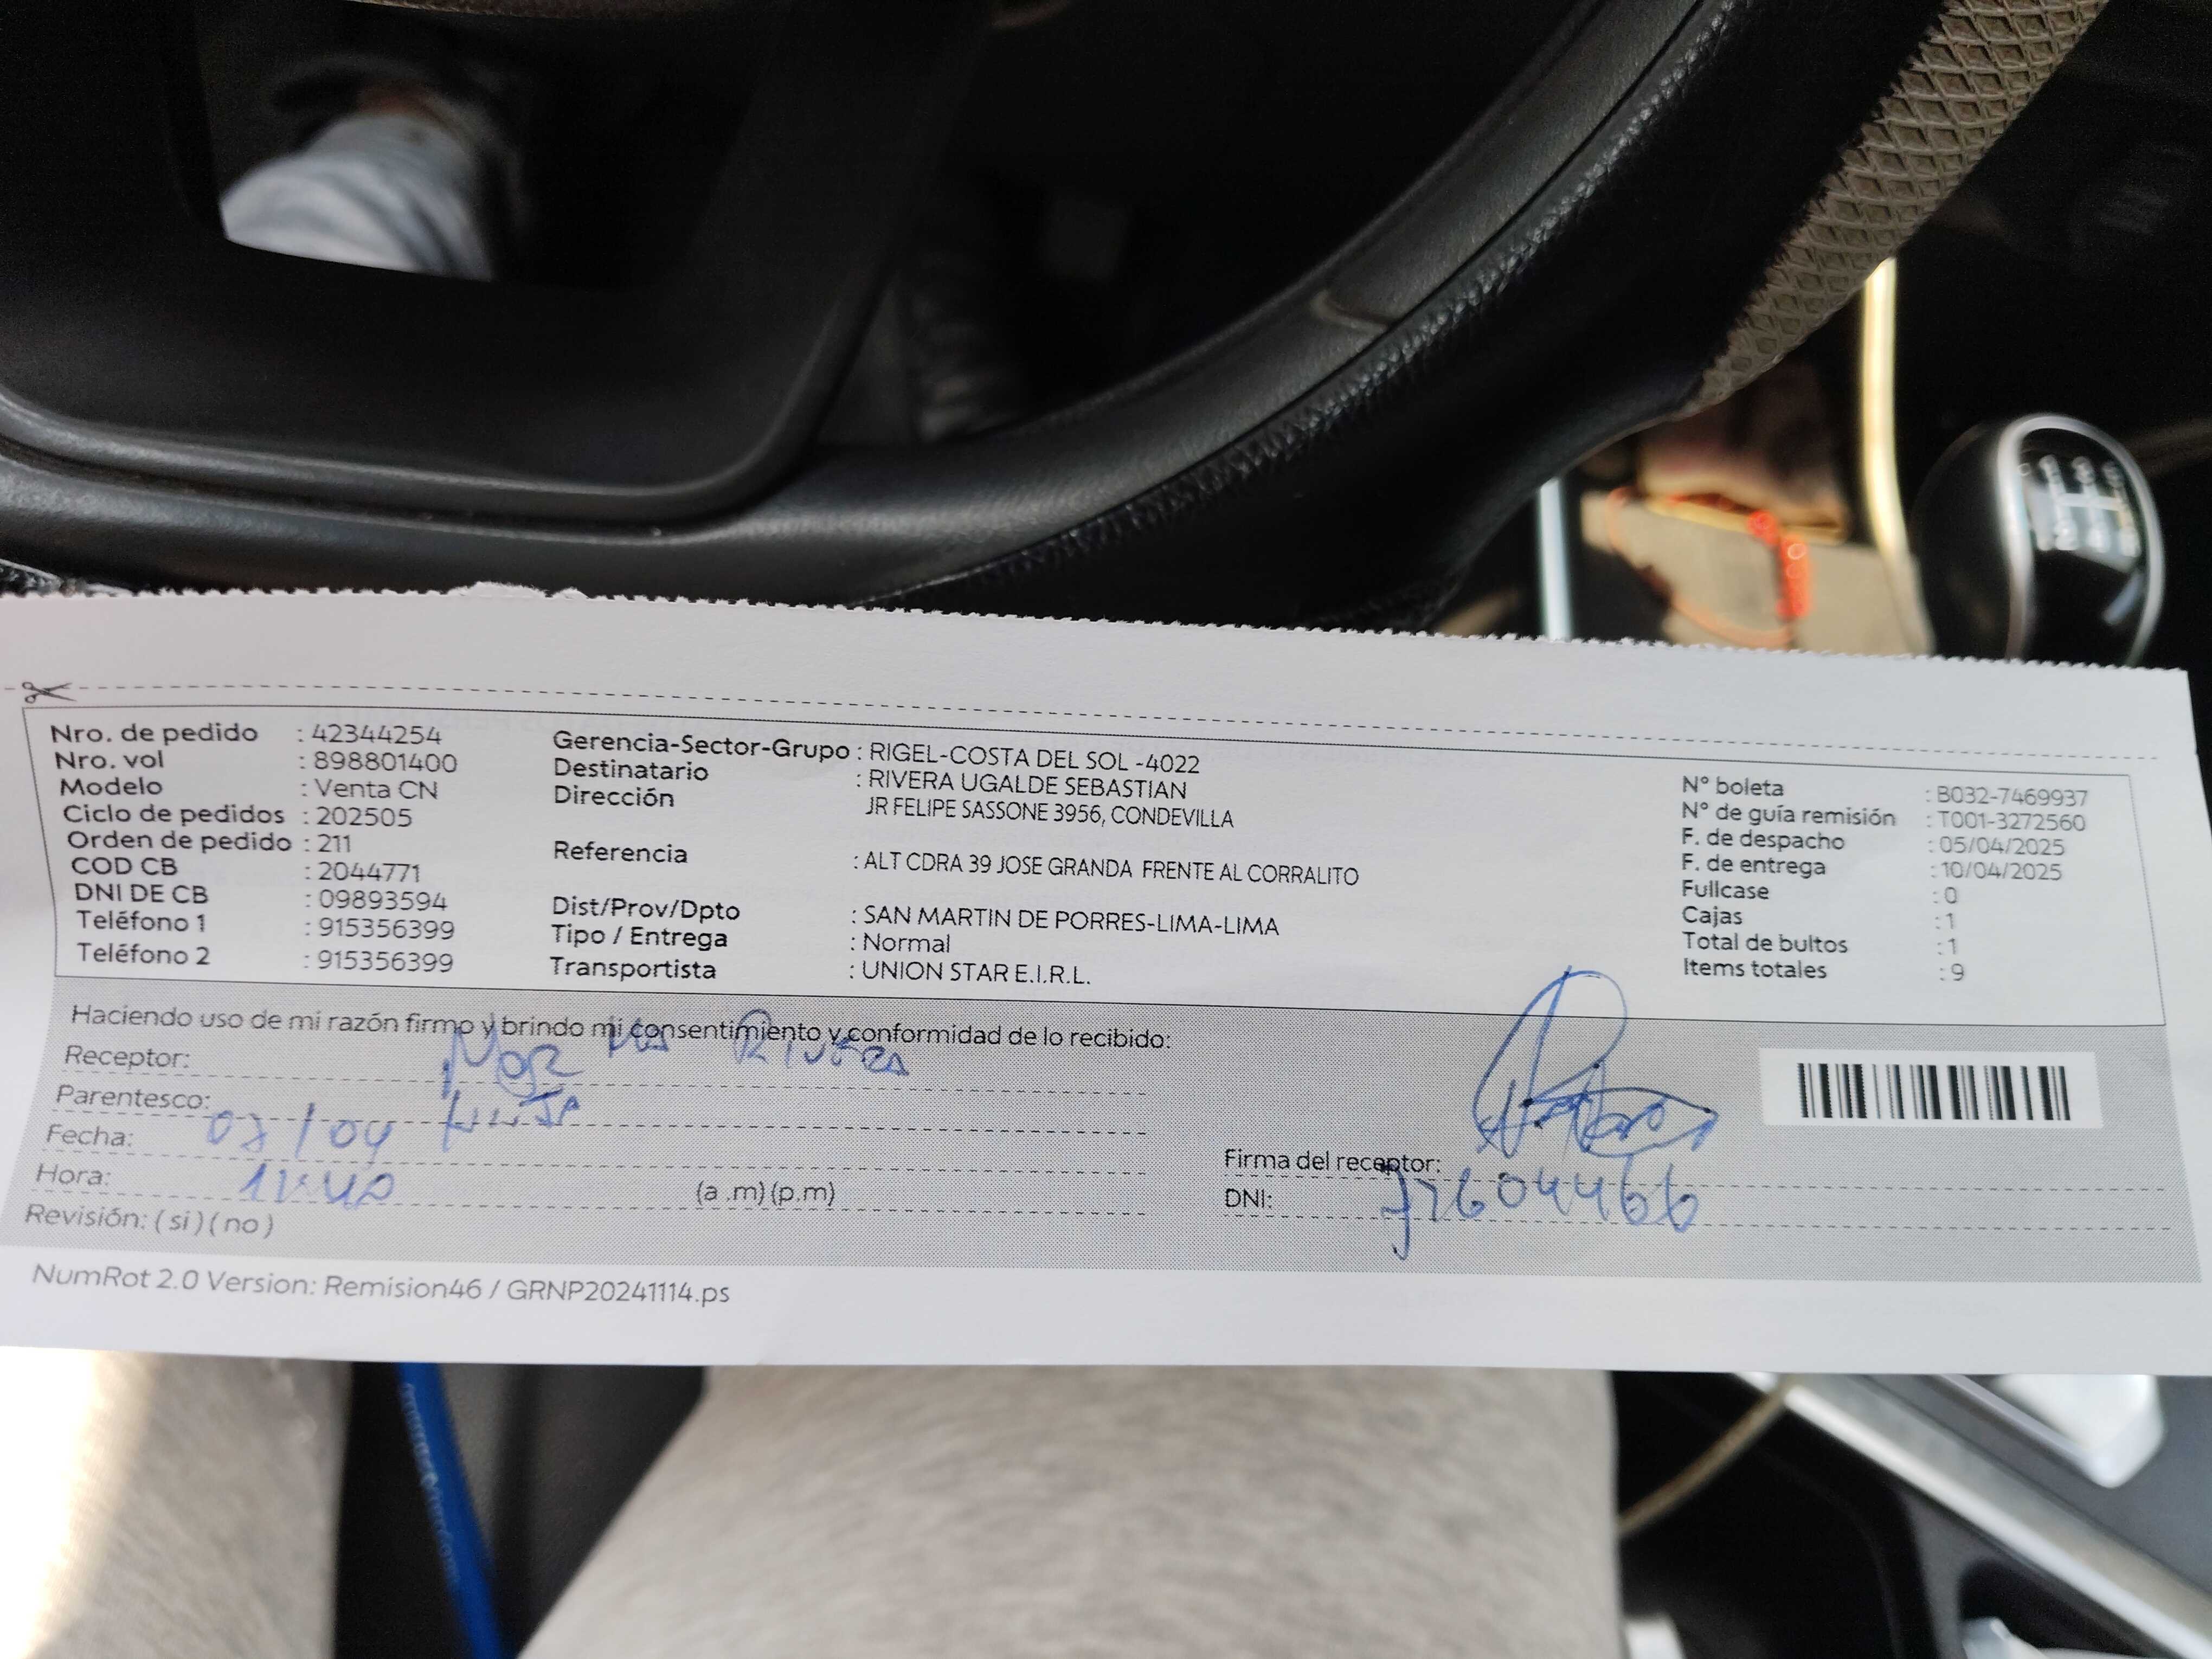 Nro. de pedido : 42344254
Nro. vol : 898801400
Modelo : Venta CN
Ciclo de pedidos : 202505
Orden de pedido : 211
COD CB : 2044771
DNI DE CB : 09893594
Teléfono 1 : 915356399
Teléfono 2 : 915356399
Gerencia-Sector-Grupo : RIGEL-COSTA DEL SOL -4022
Destinatario : RIVERA UGALDE SEBASTIAN
Dirección JR FELIPE SASSONE 3956, CONDEVILLA
Referencia : ALT CDRA 39 JOSE GRANDA FRENTE AL CORRALITO
Dist/Prov/Dpto : SAN MARTIN DE PORRES-LIMA-LIMA
Tipo / Entrega : Normal
Transportista : UNION STAR E.I.R.L.
N° boleta : B032-7469937
N° de guía remisión : T001-3272560
F. de despacho : 05/04/2025
F. de entrega : 10/04/2025
Fullcase : 0
Cajas : 1
Total de bultos : 1
Items totales : 9
Haciendo uso de mi razón firmo y brindo mi consentimiento y conformidad de lo recibido:
Receptor: Norma Rivera
Parentesco:
Fecha: /04
Hora: 11:40 (a .m) (p.m)
Revisión: ( si ) ( no )
Firma del receptor:
DNI:
NumRot 2.0 Version: Remision46 / GRNP20241114.ps